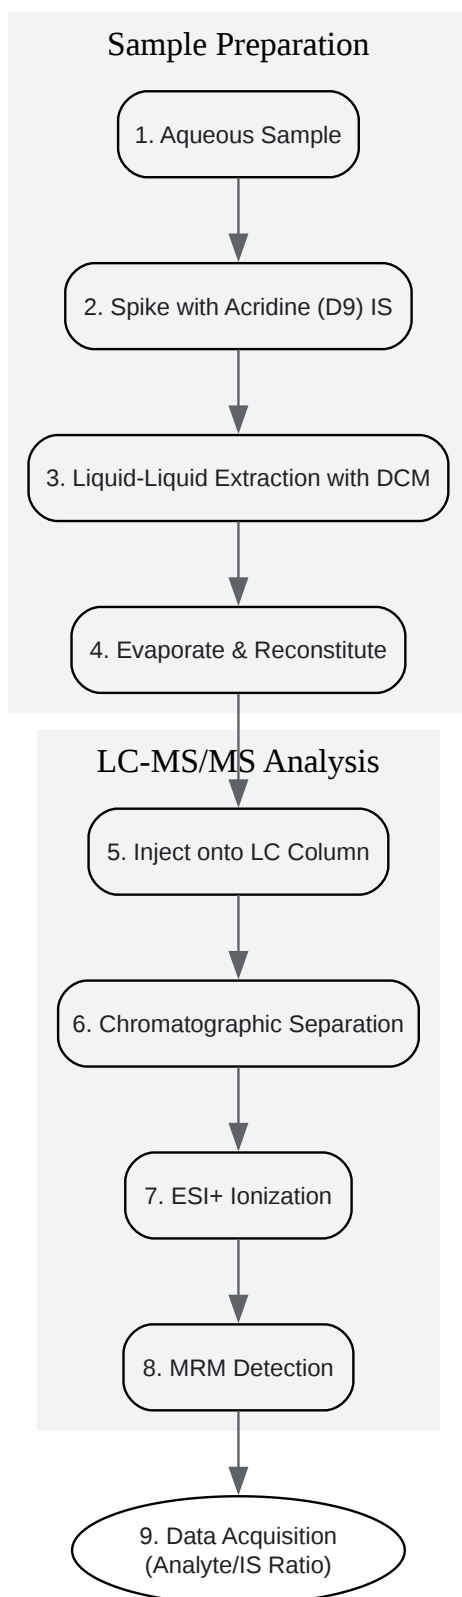 Sample Preparation
1. Aqueous Sample
2. Spike with Acridine (D9) IS
3. Liquid-Liquid Extraction with DCM
4. Evaporate & Reconstitute
LC-MS/MS Analysis
5. Inject onto LC Column
6. Chromatographic Separation
7. ESI+ Ionization
8. MRM Detection
9. Data Acquisition
(Analyte/IS Ratio)